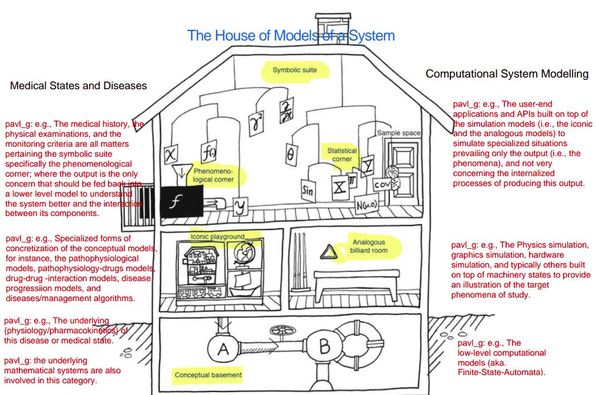 The House of Models of a System
Medical States and Diseases
Computational System Modelling
Symbolic suite
pavl_g: e.g., The medical history, the
physical examinations, and the
monitoring criteria are all matters
pertaining the symbolic suite
specifically the phenomenological
corner; where the output is the only
concern that should be fed back into
a lower level model to understand
the system better and the interaction
between its components.
pavl_g: e.g., The user-end
applications and APIs built on top of
the simulation models (i.e., the iconic
and the analogous models) to
simulate specialized situations
prevailing only the output (i.e., the
phenomena), and not very
concerning the internalized
processes of producing this output.
Statistical
corner
Sample space
Phenomeno-
logical corner
x
f()
y²
θ
sin
X
π
cov
N(μ,σ)
f
y
Iconic playground
Analogous
billiard room
pavl_g: e.g., Specialized forms of
concretization of the conceptual models,
for instance, the pathophysiological
models, pathophysiology-drugs models,
drug-drug -interaction models, disease
progression models, and
diseases/management algorithms.
pavl_g: e.g., The Physics simulation,
graphics simulation, hardware
simulation, and typically others built
on top of machinery states to provide
an illustration of the target
phenomena of study.
pavl_g: e.g., The underlying
(physiology/pharmacokinetics) of
this disease or medical state.
pavl_g: the underlying
mathematical systems are also
involved in this category.
A
B
Conceptual basement
pavl_g: e.g., The
low-level computational
models (aka.
Finite-State-Automata).